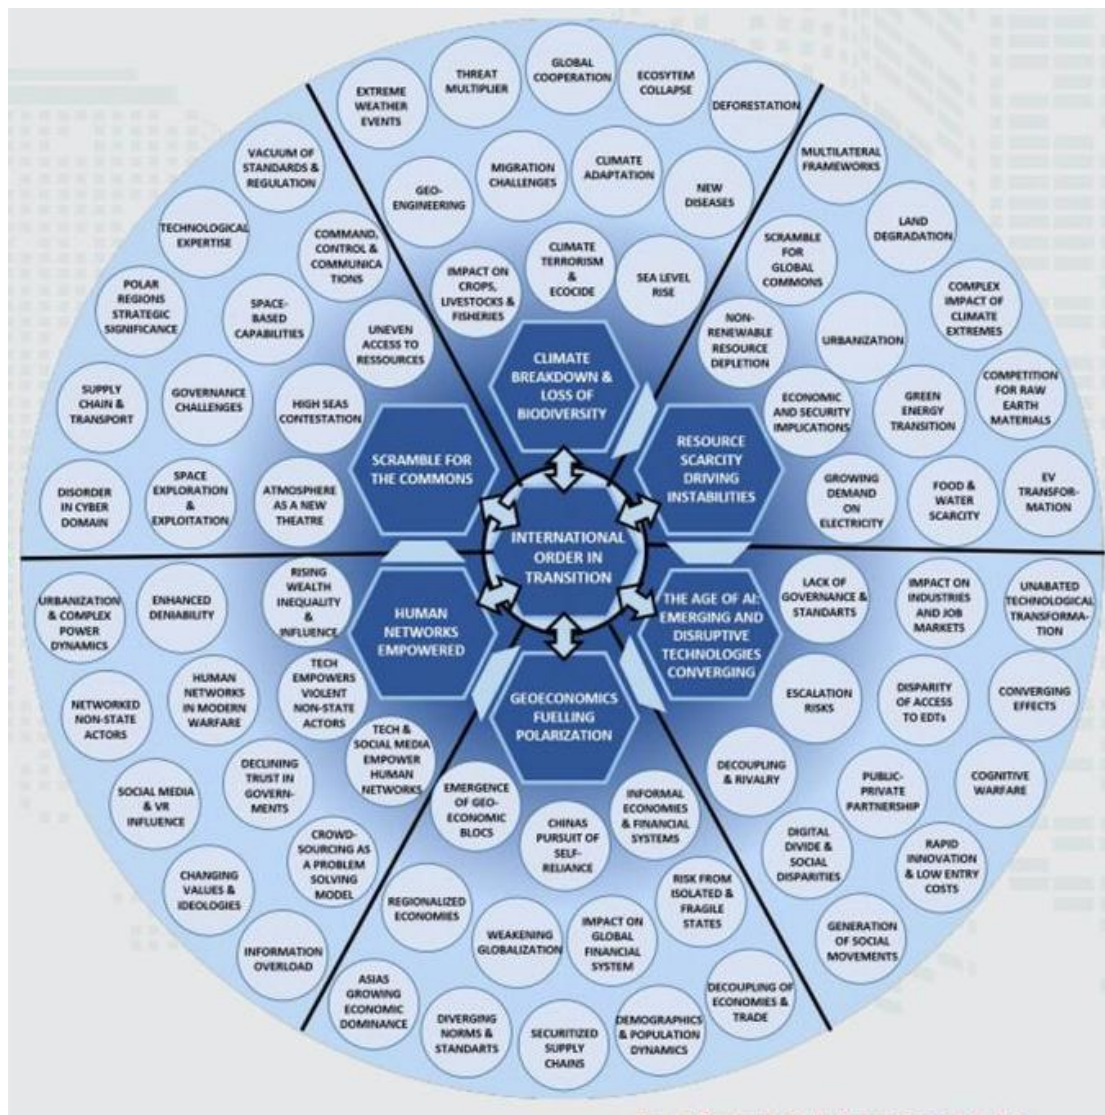 EXTREME
WEATHER
EVENTS
THREAT
MULTIPLIER
GLOBAL
COOPERATION
ECOSYTEM
COLLAPSE
DEFORESTATION
GEO-
ENGINEERING
MIGRATION
CHALLENGES
CLIMATE
ADAPTATION
NEW
DISEASES
IMPACT ON
CROPS,
LIVESTOCKS &
FISHERIES
CLIMATE
TERRORISM
&
ECOCIDE
SEA LEVEL
RISE
CLIMATE
BREAKDOWN &
LOSS OF
BIODIVERSITY
MULTILATERAL
FRAMEWORKS
LAND
DEGRADATION
SCRAMBLE
FOR
GLOBAL
COMMONS
COMPLEX
IMPACT OF
CLIMATE
EXTREMES
NON-
RENEWABLE
RESOURCE
DEPLETION
URBANIZATION
COMPETITION
FOR RAW
EARTH
MATERIALS
ECONOMIC
AND SECURITY
IMPLICATIONS
GREEN
ENERGY
TRANSITION
GROWING
DEMAND
ON
ELECTRICITY
FOOD &
WATER
SCARCITY
EV
TRANSFOR-
MATION
RESOURCE
SCARCITY
DRIVING
INSTABILITIES
LACK OF
GOVERNANCE
& STANDARTS
IMPACT ON
INDUSTRIES
AND JOB
MARKETS
UNABATED
TECHNOLOGICAL
TRANSFORMA-
TION
ESCALATION
RISKS
DISPARITY
OF ACCESS
TO EDTs
CONVERGING
EFFECTS
DECOUPLING
& RIVALRY
PUBLIC-
PRIVATE
PARTNERSHIP
COGNITIVE
WARFARE
DIGITAL
DIVIDE &
SOCIAL
DISPARITIES
RAPID
INNOVATION
& LOW ENTRY
COSTS
GENERATION
OF SOCIAL
MOVEMENTS
THE AGE OF AI:
EMERGING AND
DISRUPTIVE
TECHNOLOGIES
CONVERGING
GEOECONOMICS
FUELLING
POLARIZATION
EMERGENCE
OF GEO-
ECONOMIC
BLOCS
CHINAS
PURSUIT OF
SELF-
RELIANCE
INFORMAL
ECONOMIES
& FINANCIAL
SYSTEMS
REGIONALIZED
ECONOMIES
WEAKENING
GLOBALIZATION
IMPACT ON
GLOBAL
FINANCIAL
SYSTEM
RISK FROM
ISOLATED &
FRAGILE
STATES
ASIAS
GROWING
ECONOMIC
DOMINANCE
DIVERGING
NORMS &
STANDARTS
SECURITIZED
SUPPLY
CHAINS
DEMOGRAPHICS
& POPULATION
DYNAMICS
DECOUPLING OF
ECONOMIES &
TRADE
HUMAN
NETWORKS
EMPOWERED
URBANIZATION
& COMPLEX
POWER
DYNAMICS
ENHANCED
DENIABILITY
RISING
WEALTH
INEQUALITY
&
INFLUENCE
NETWORKED
NON-STATE
ACTORS
HUMAN
NETWORKS
IN MODERN
WARFARE
TECH
EMPOWERS
VIOLENT
NON-STATE
ACTORS
TECH &
SOCIAL MEDIA
EMPOWER
HUMAN
NETWORKS
SOCIAL MEDIA
& VR
INFLUENCE
DECLINING
TRUST IN
GOVERN-
MENTS
CROWD-
SOURCING AS
A PROBLEM
SOLVING
MODEL
CHANGING
VALUES &
IDEOLOGIES
INFORMATION
OVERLOAD
SCRAMBLE FOR
THE COMMONS
VACUUM OF
STANDARDS &
REGULATION
TECHNOLOGICAL
EXPERTISE
COMMAND,
CONTROL &
COMMUNICA
TIONS
POLAR
REGIONS
STRATEGIC
SIGNIFICANCE
SPACE-
BASED
CAPABILITIES
UNEVEN
ACCESS TO
RESSOURCES
SUPPLY
CHAIN &
TRANSPORT
GOVERNANCE
CHALLENGES
HIGH SEAS
CONTESTATION
DISORDER
IN CYBER
DOMAIN
SPACE
EXPLORATION
&
EXPLOITATION
ATMOSPHERE
AS A NEW
THEATRE
INTERNATIONAL
ORDER IN
TRANSITION